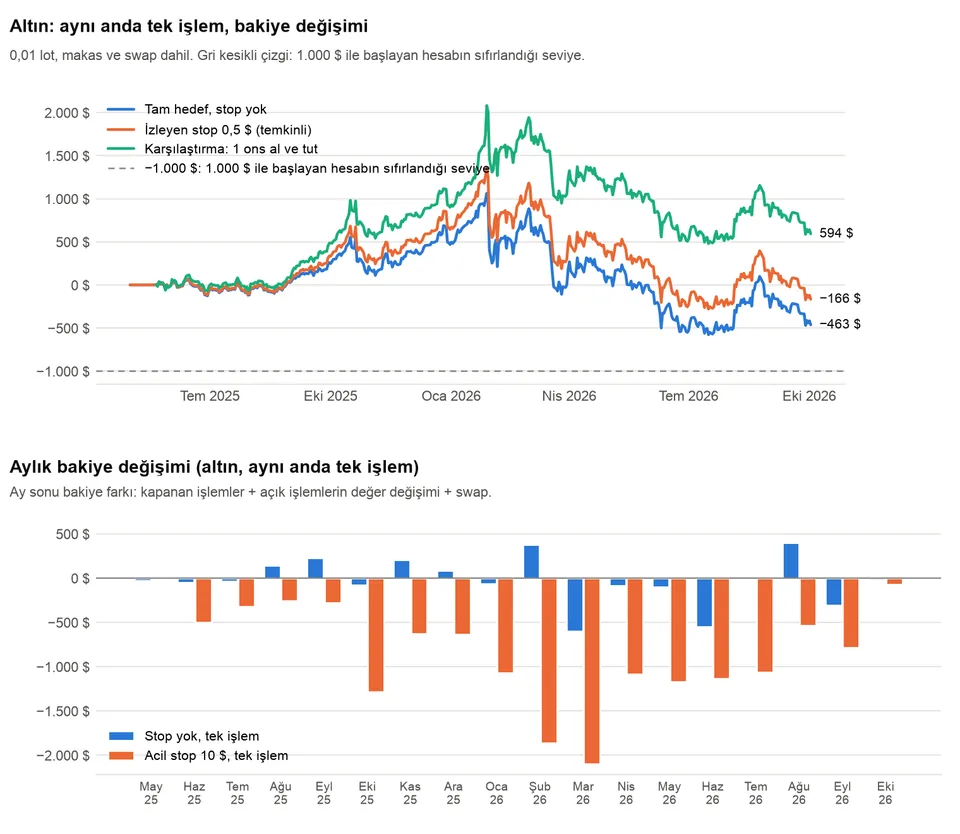 Altın: aynı anda tek işlem, bakiye değişimi
0,01 lot, makas ve swap dahil. Gri kesikli çizgi: 1.000 $ ile başlayan hesabın sıfırlandığı seviye.
2.000 $
1.500 $
1.000 $
500 $
0 $
−500 $
−1.000 $
Tam hedef, stop yok
İzleyen stop 0,5 $ (temkinli)
Karşılaştırma: 1 ons al ve tut
−1.000 $: 1.000 $ ile başlayan hesabın sıfırlandığı seviye
594 $
−166 $
−463 $
Tem 2025 Eki 2025 Oca 2026 Nis 2026 Tem 2026 Eki 2026
Aylık bakiye değişimi (altın, aynı anda tek işlem)
Ay sonu bakiye farkı: kapanan işlemler + açık işlemlerin değer değişimi + swap.
500 $
0 $
−500 $
−1.000 $
−1.500 $
−2.000 $
Stop yok, tek işlem
Acil stop 10 $, tek işlem
May Haz Tem Ağu Eyl Eki Kas Ara Oca Şub Mar Nis May Haz Tem Ağu Eyl Eki
25 25 25 25 25 25 25 25 26 26 26 26 26 26 26 26 26 26